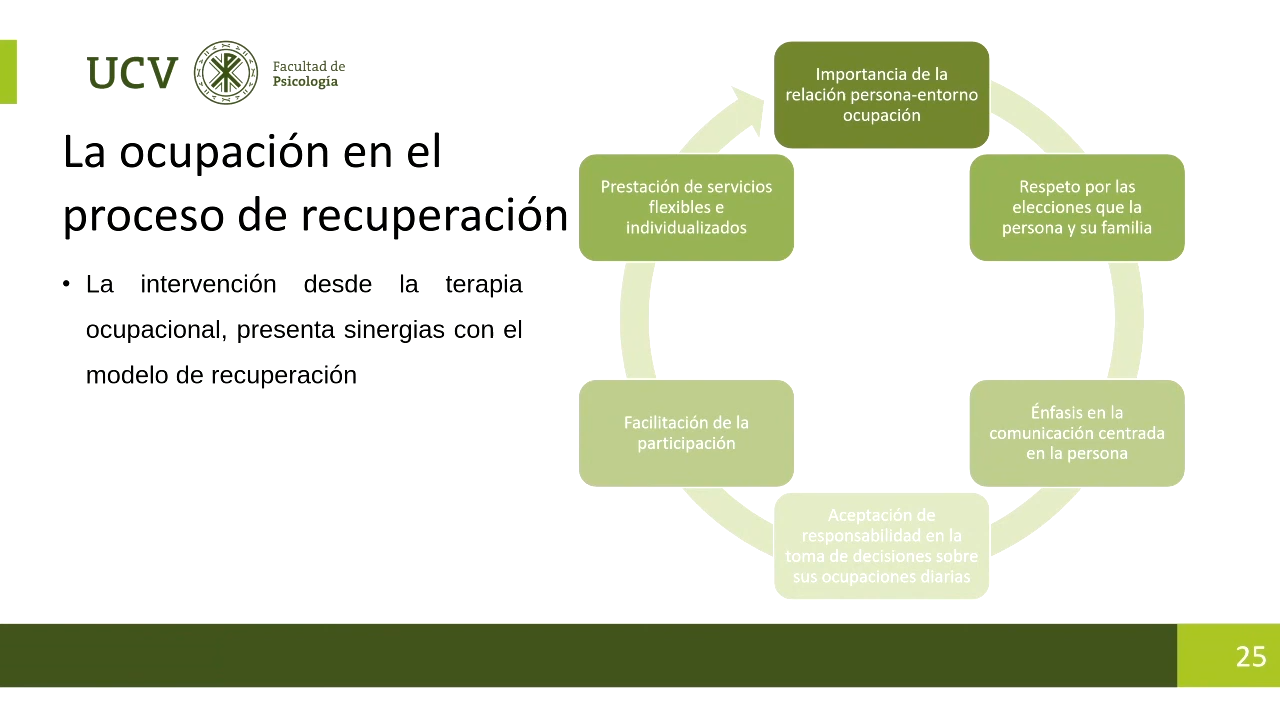 UCV
Facultad de
Psicología
La ocupación en el
proceso de recuperación
• La intervención desde la terapia
ocupacional, presenta sinergias con el
modelo de recuperación
Importancia de la
relación persona-entorno
ocupación
Respeto por las
elecciones que la
persona y su familia
Énfasis en la
comunicación centrada
en la persona
Aceptación de
responsabilidad en la
toma de decisiones sobre
sus ocupaciones diarias
Facilitación de la
participación
Prestación de servicios
flexibles e
individualizados
25